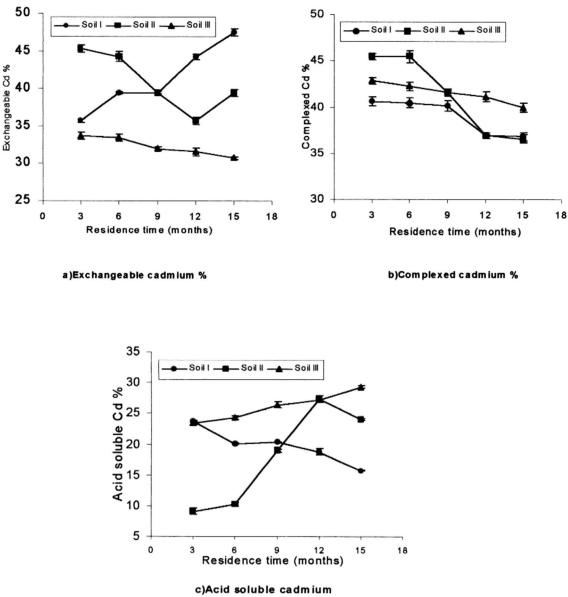 50
45
40
35
30
25
Exchangeable Cd %
Soil I Soil II Soil III
0 3 6 9 12 15 18
Residence time (months)
a)Exchangeable cadmium %
50
45
40
35
30
Complexed Cd %
Soil I Soil II Soil III
0 3 6 9 12 15 18
Residence time (months)
b)Complexed cadmium %
35
30
25
20
15
10
5
Acid soluble Cd %
Soil I Soil II Soil III
0 3 6 9 12 15 18
Residence time (months)
c)Acid soluble cadmium